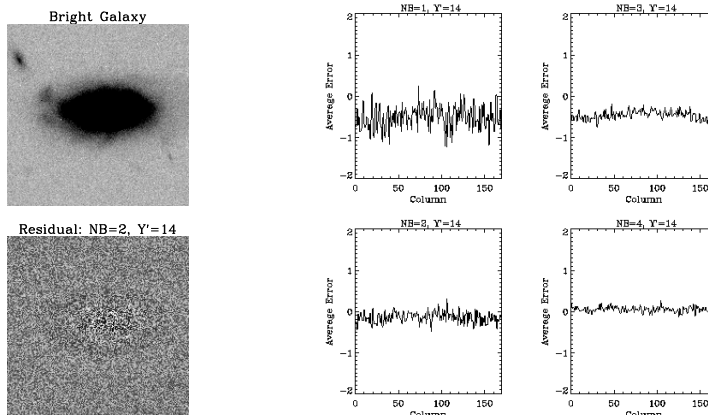 Bright Galaxy
Residual: NB=2, Y'=14
NB=1, Y'=14
Average Error
2
1
0
-1
-2
0
50
100
150
Column
NB=3, Y'=14
Average Error
2
1
0
-1
-2
0
50
100
150
Column
NB=2, Y'=14
Average Error
2
1
0
-1
-2
0
50
100
150
Column
NB=4, Y'=14
Average Error
2
1
0
-1
-2
0
50
100
150
Column